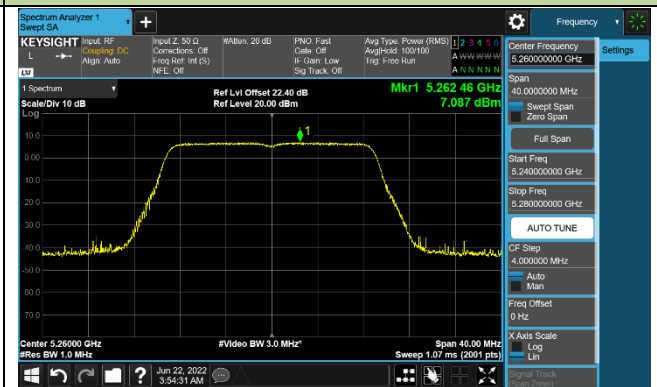 Spectrum Analyzer 1
Swept SA
Frequency
KEYSIGHT
L
LXI
Input: RF
Coupling: DC
Align: Auto
Input Z: 50 Ω
Corrections: Off
Freq Ref: Int (S)
NFE: Off
#Atten: 20 dB
PNO: Fast
Gate: Off
IF Gain: Low
Sig Track: Off
Avg Type: Power (RMS)
Avg|Hold: 100/100
Trig: Free Run
1 2 3 4 5 6
A W W W W W
A N N N N N
Center Frequency
5.260000000 GHz
Settings
Span
40.0000000 MHz
Swept Span
Zero Span
Full Span
Start Freq
5.240000000 GHz
Stop Freq
5.280000000 GHz
AUTO TUNE
CF Step
4.000000 MHz
Auto
Man
Freq Offset
0 Hz
X Axis Scale
Log
Lin
Signal Track
(Span Zoom)
1 Spectrum
Scale/Div 10 dB
Log
Ref Lvl Offset 22.40 dB
Ref Level 20.00 dBm
Mkr1 5.262 46 GHz
7.087 dBm
1
10.0
0.00
-10.0
-20.0
-30.0
-40.0
-50.0
-60.0
-70.0
Center 5.26000 GHz
#Res BW 1.0 MHz
#Video BW 3.0 MHz*
Span 40.00 MHz
Sweep 1.07 ms (2001 pts)
?
Jun 22, 2022
3:54:31 AM